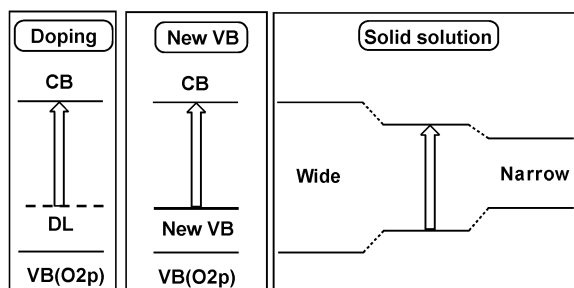 Doping
CB
DL
VB(O2p)
New VB
CB
New VB
VB(O2p)
Solid solution
Wide
Narrow